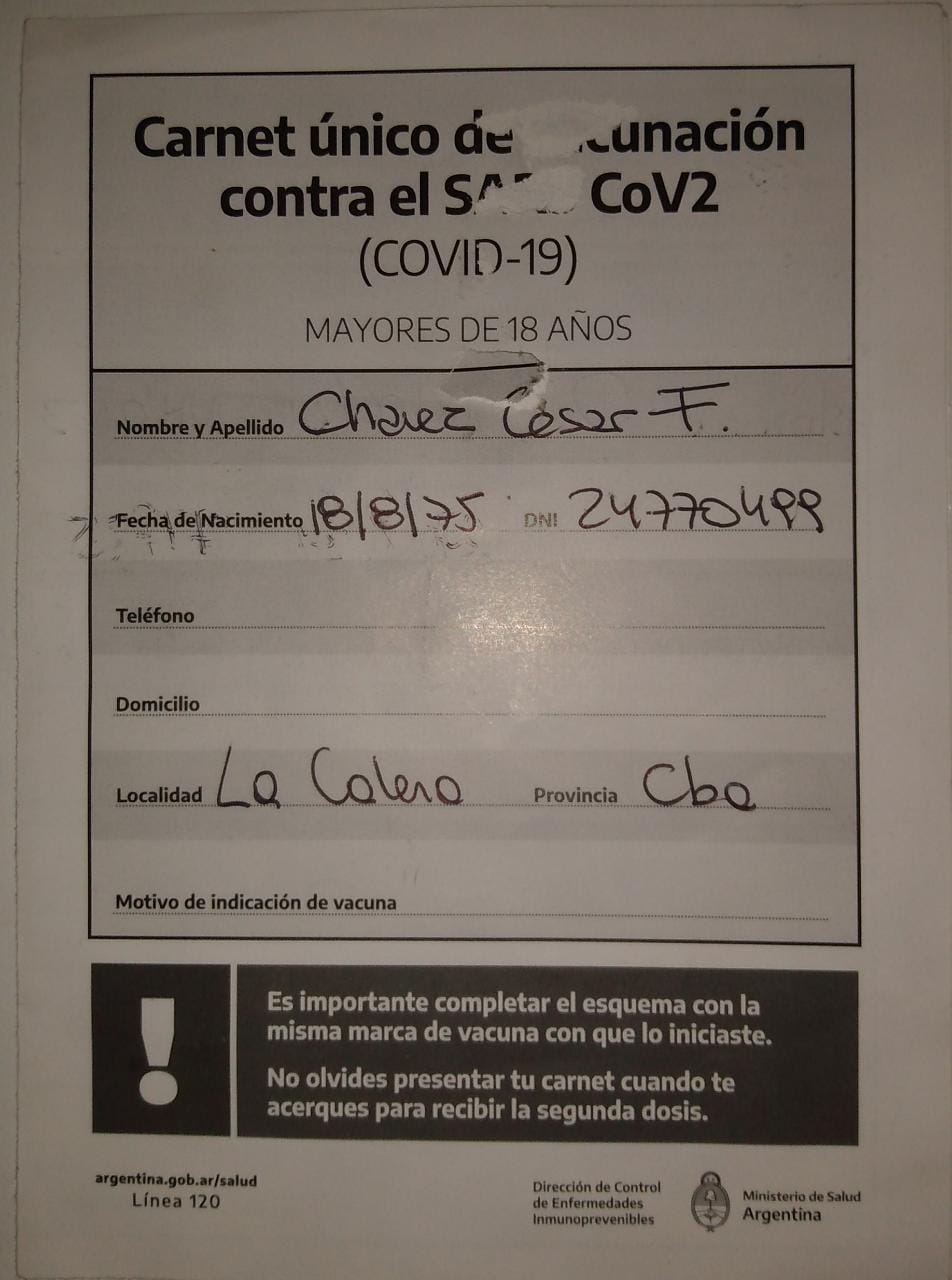 Carnet único de unación
contra el SA CoV2
(COVID-19)
MAYORES DE 18 AÑOS
Nombre y Apellido Chavez Cesar F.
Fecha de Nacimiento 18/8/75 DNI 24770499
Teléfono
Domicilio
Localidad La Calera Provincia Cba
Motivo de indicación de vacuna
!
Es importante completar el esquema con la
misma marca de vacuna con que lo iniciaste.
No olvides presentar tu carnet cuando te
acerques para recibir la segunda dosis.
argentina.gob.ar/salud
Línea 120
Dirección de Control
de Enfermedades
Inmunoprevenibles
Ministerio de Salud
Argentina